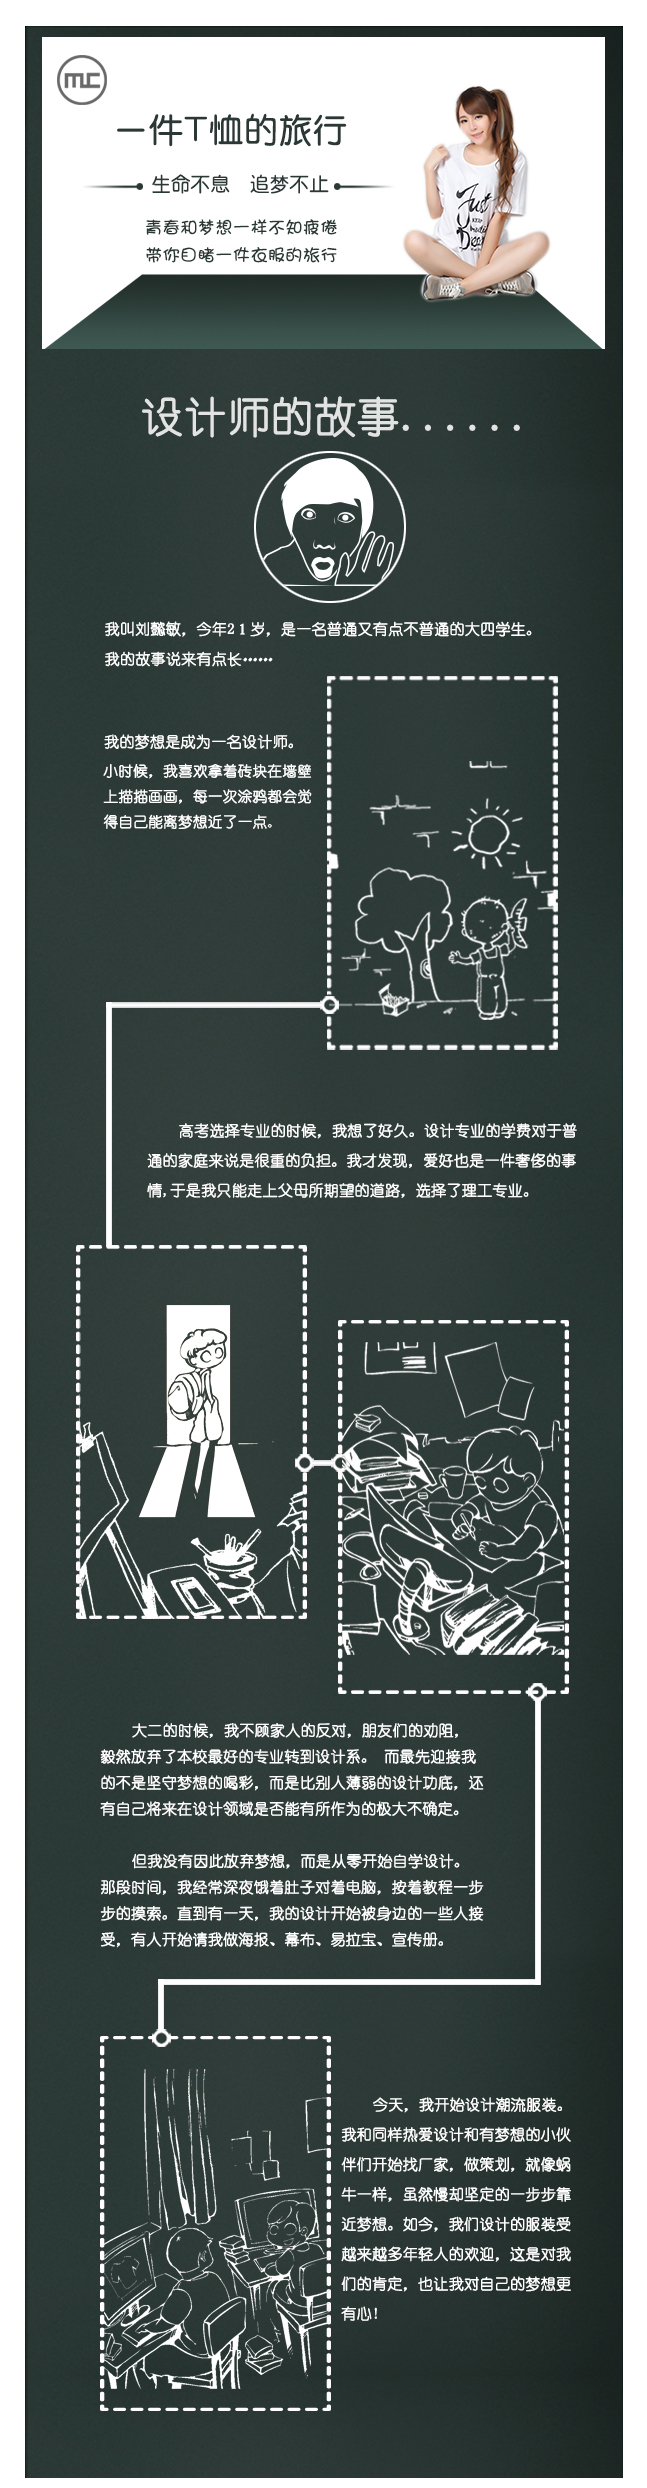 MC
一件T恤的旅行
生命不息 追梦不止
青春和梦想一样不知疲倦
带你目睹一件衣服的旅行
Just
KEEP
Dream
设计师的故事......
我叫刘懿敏，今年21岁，是一名普通又有点不普通的大四学生。
我的故事说来有点长……
我的梦想是成为一名设计师。
小时候，我喜欢拿着砖块在墙壁
上描描画画，每一次涂鸦都会觉
得自己能离梦想近了一点。
高考选择专业的时候，我想了好久。设计专业的学费对于普
通的家庭来说是很重的负担。我才发现，爱好也是一件奢侈的事
情,于是我只能走上父母所期望的道路，选择了理工专业。
大二的时候，我不顾家人的反对，朋友们的劝阻，
毅然放弃了本校最好的专业转到设计系。 而最先迎接我
的不是坚守梦想的喝彩，而是比别人薄弱的设计功底，还
有自己将来在设计领域是否能有所作为的极大不确定。
但我没有因此放弃梦想，而是从零开始自学设计。
那段时间，我经常深夜饿着肚子对着电脑，按着教程一步
步的摸索。直到有一天，我的设计开始被身边的一些人接
受，有人开始请我做海报、幕布、易拉宝、宣传册。
今天，我开始设计潮流服装。
我和同样热爱设计和有梦想的小伙
伴们开始找厂家，做策划，就像蜗
牛一样，虽然慢却坚定的一步步靠
近梦想。如今，我们设计的服装受
越来越多年轻人的欢迎，这是对我
们的肯定，也让我对自己的梦想更
有心！